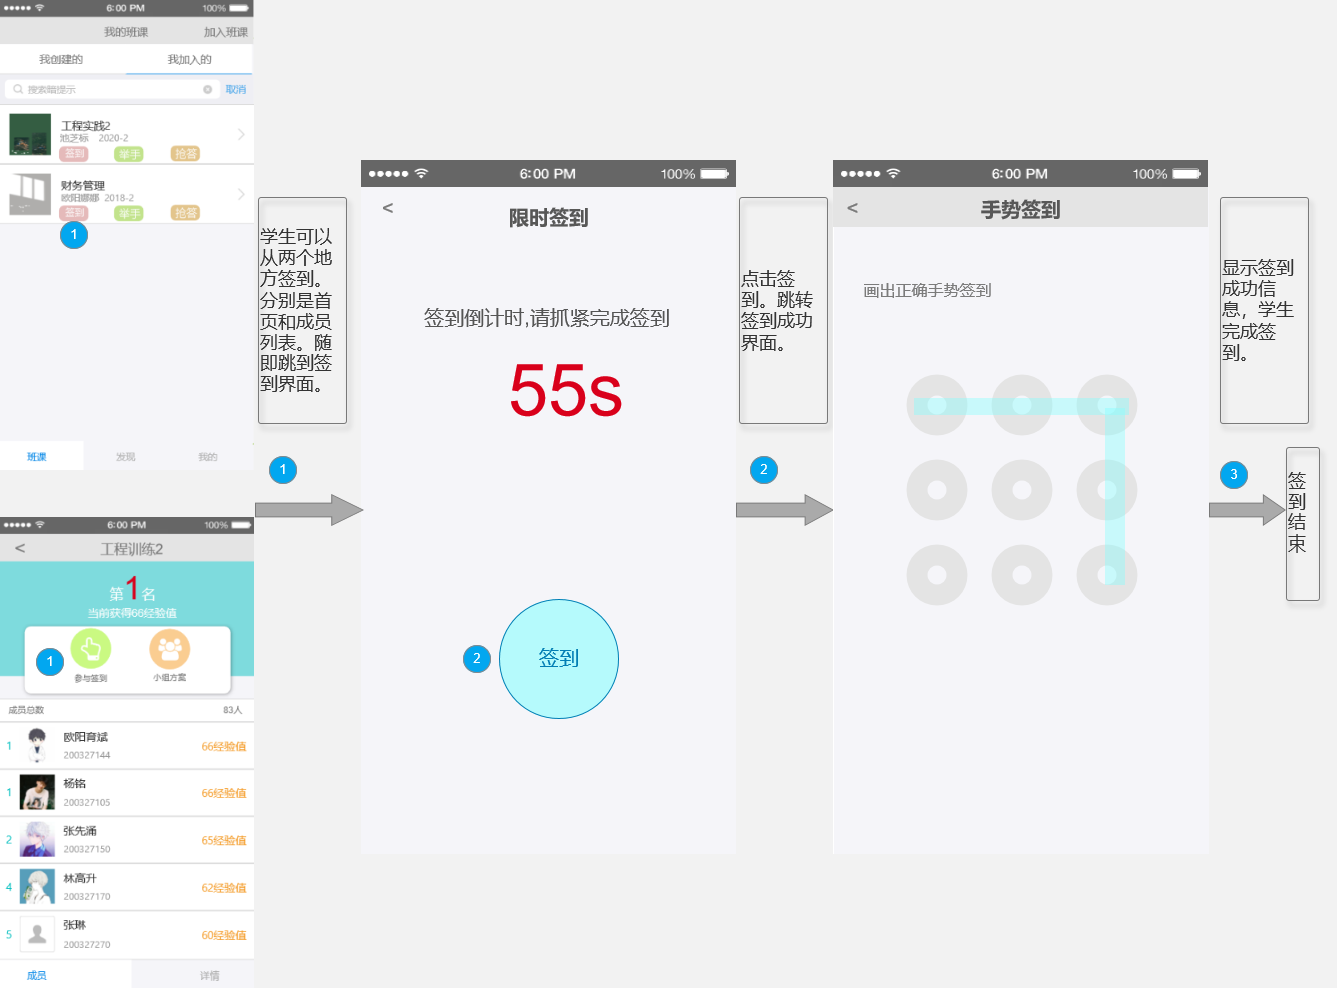 6:00 PM
100%
我的班课
加入班课
我创建的
我加入的
搜索暗提示
取消
工程实践2
池芝标 2020-2
签到
举手
抢答
财务管理
欧阳娜娜 2018-2
签到
举手
抢答
1
班课
发现
我的
6:00 PM
100%
<
工程训练2
第1名
当前获得66经验值
1
参与签到
小组方案
成员总数
83人
1
欧阳育斌
200327144
66经验值
1
杨铭
200327105
66经验值
2
张先涌
200327150
65经验值
4
林高升
200327170
62经验值
5
张琳
200327270
60经验值
成员
详情
学生可以
从两个地
方签到。
分别是首
页和成员
列表。随
即跳到签
到界面。
1
6:00 PM
100%
<
限时签到
签到倒计时,请抓紧完成签到
55s
2
签到
点击签
到。跳转
签到成功
界面。
2
6:00 PM
100%
<
手势签到
画出正确手势签到
显示签到
成功信
息，学生
完成签
到。
3
签
到
结
束